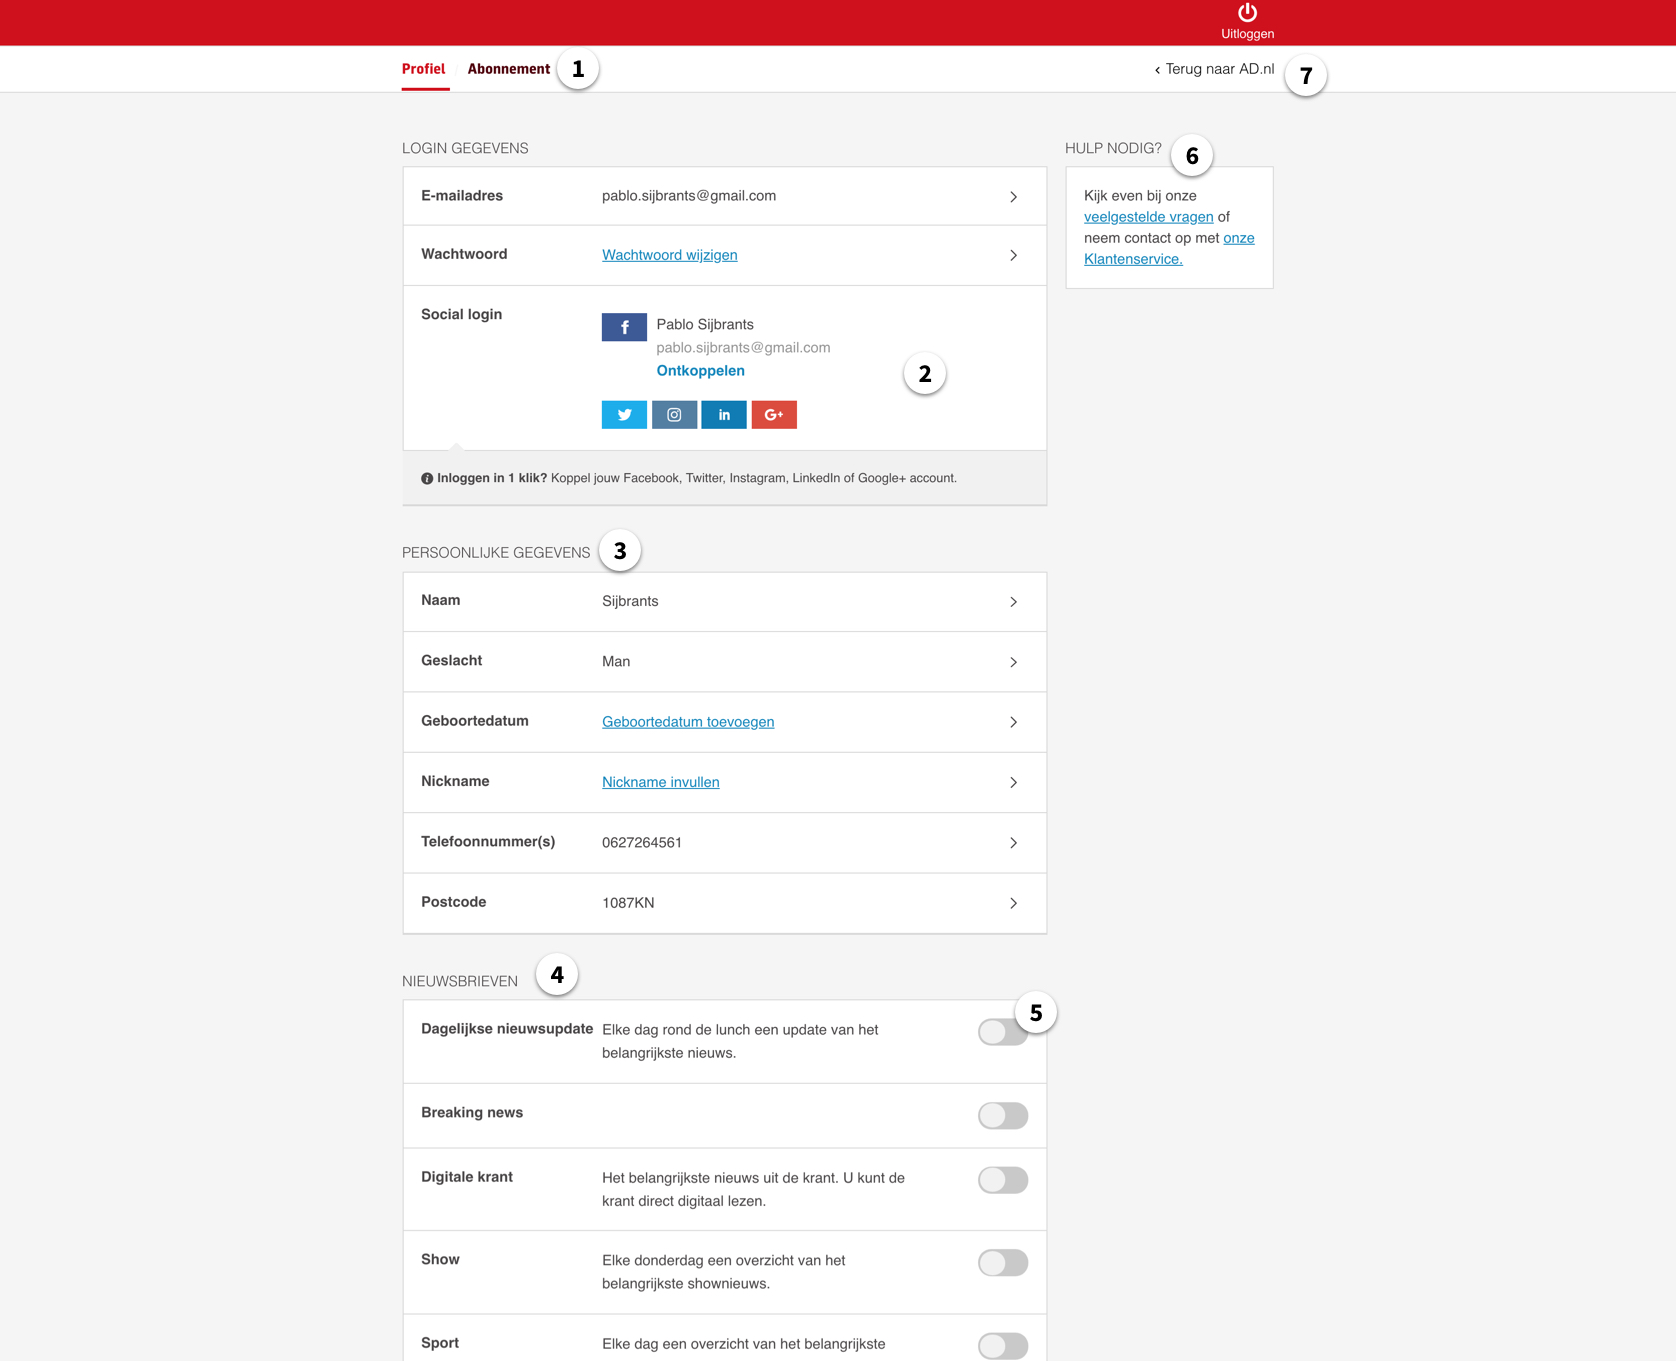 Uitloggen
Profiel Abonnement 1
‹ Terug naar AD.nl 7
LOGIN GEGEVENS
E-mailadres pablo.sijbrants@gmail.com
Wachtwoord Wachtwoord wijzigen
Social login
Pablo Sijbrants
pablo.sijbrants@gmail.com
Ontkoppelen
2
Inloggen in 1 klik? Koppel jouw Facebook, Twitter, Instagram, LinkedIn of Google+ account.
HULP NODIG? 6
Kijk even bij onze
veelgestelde vragen of
neem contact op met onze
Klantenservice.
PERSOONLIJKE GEGEVENS 3
Naam Sijbrants
Geslacht Man
Geboortedatum Geboortedatum toevoegen
Nickname Nickname invullen
Telefoonnummer(s) 0627264561
Postcode 1087KN
NIEUWSBRIEVEN 4
5
Dagelijkse nieuwsupdate Elke dag rond de lunch een update van het
belangrijkste nieuws.
Breaking news
Digitale krant Het belangrijkste nieuws uit de krant. U kunt de
krant direct digitaal lezen.
Show Elke donderdag een overzicht van het
belangrijkste shownieuws.
Sport Elke dag een overzicht van het belangrijkste